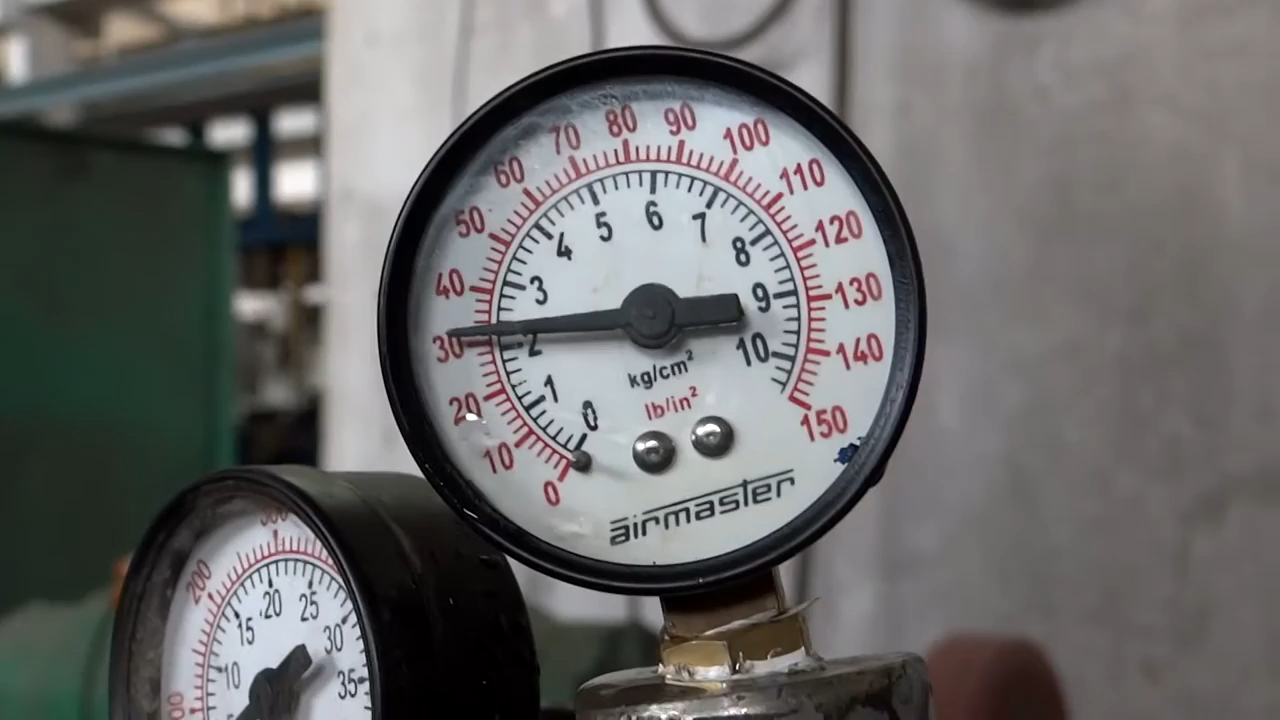 0 10 20 30 40 50 60 70 80 90 100 110 120 130 140 150
0 1 2 3 4 5 6 7 8 9 10
kg/cm²
lb/in²
airmaster
200
10 15 20 25 30 35